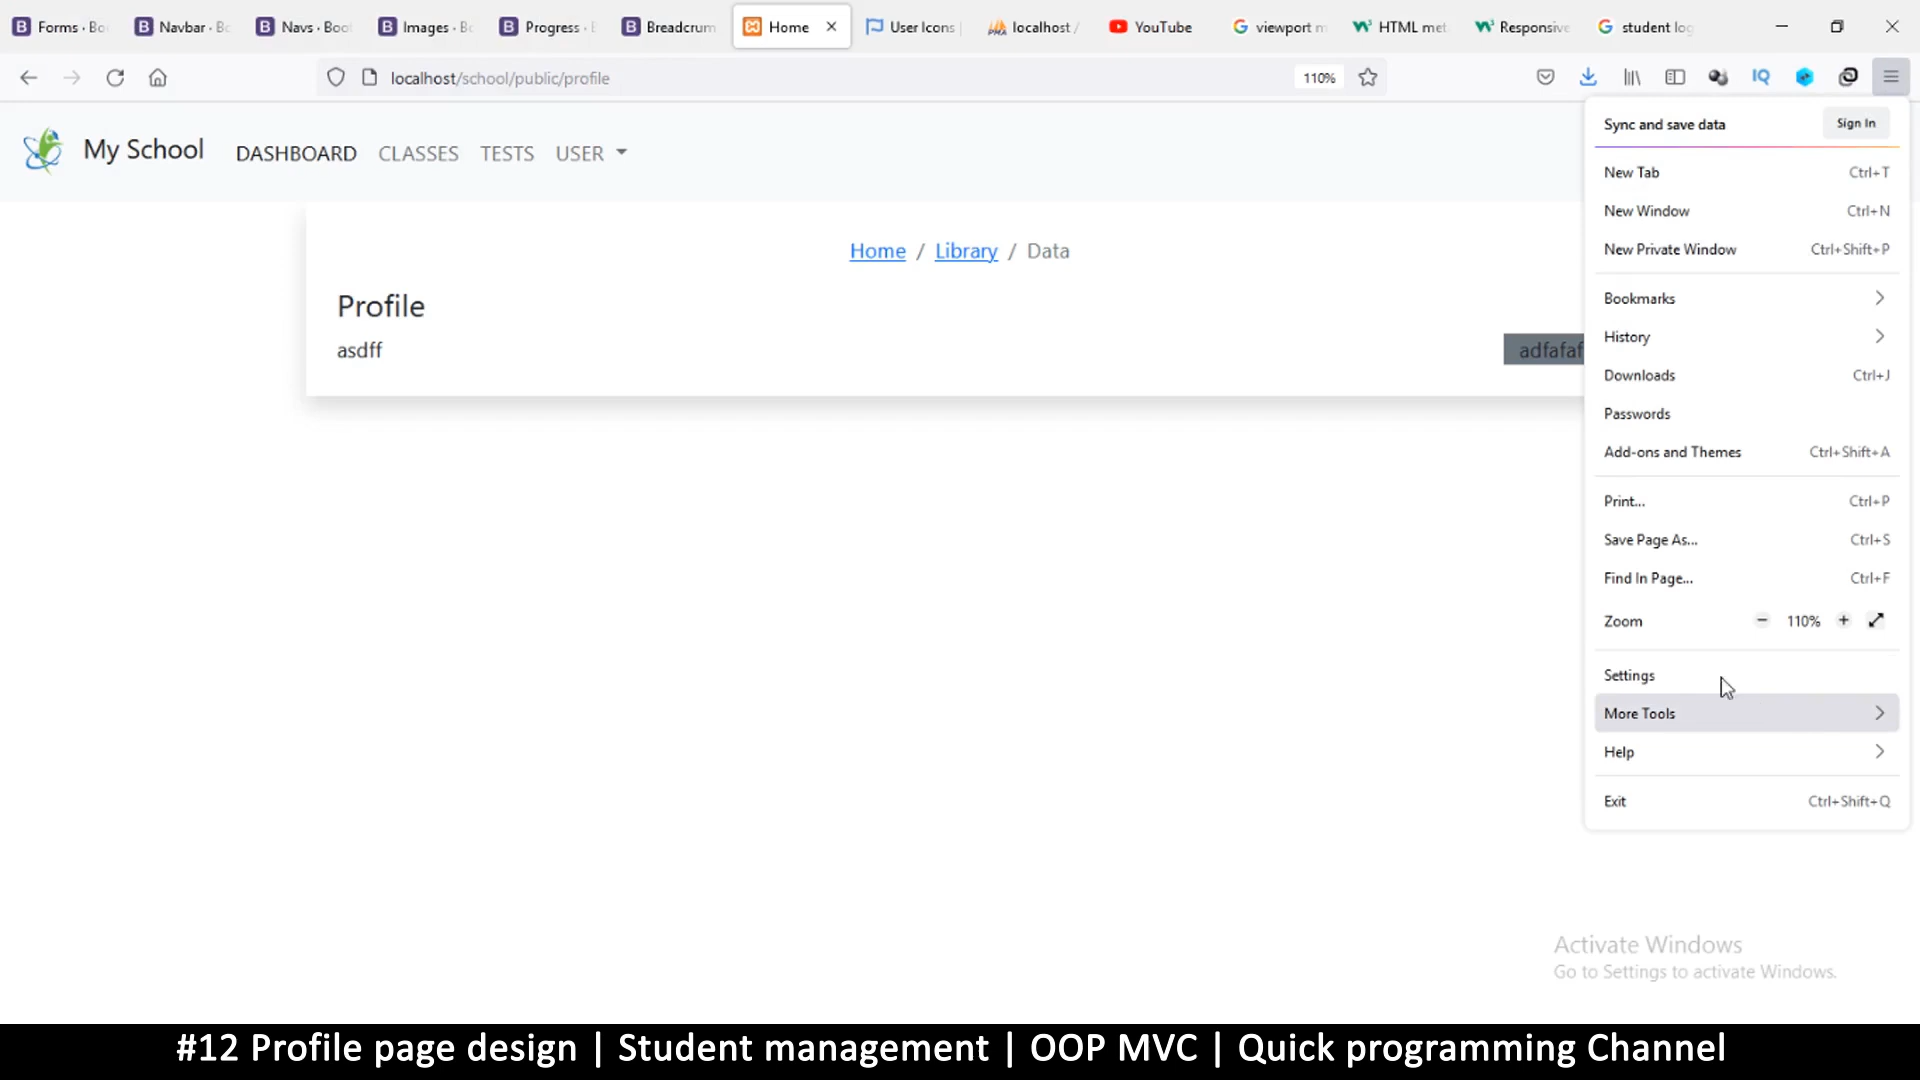 Forms · Bo
Navbar · Bo
Navs · Boot
Images · Bo
Progress · B
Breadcrum
Home
User Icons |
localhost /
YouTube
viewport m
HTML met
Responsive
student log
localhost/school/public/profile
110%
IQ
My School
DASHBOARD
CLASSES
TESTS
USER
Home / Library / Data
Profile
asdff
adfafaf
Sync and save data
Sign In
New Tab Ctrl+T
New Window Ctrl+N
New Private Window Ctrl+Shift+P
Bookmarks
History
Downloads Ctrl+J
Passwords
Add-ons and Themes Ctrl+Shift+A
Print... Ctrl+P
Save Page As... Ctrl+S
Find In Page... Ctrl+F
Zoom − 110% +
Settings
More Tools
Help
Exit Ctrl+Shift+Q
Activate Windows
Go to Settings to activate Windows.
#12 Profile page design | Student management | OOP MVC | Quick programming Channel